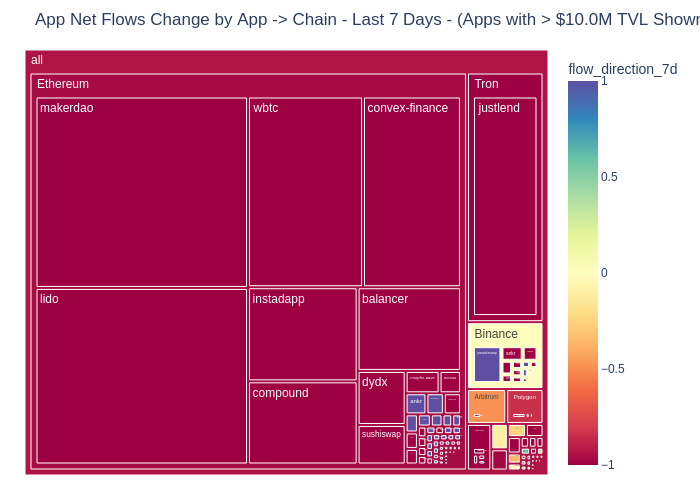 App Net Flows Change by App -> Chain - Last 7 Days - (Apps with > $10.0M TVL Shown
flow_direction_7d
all
Ethereum
Tron
makerdao
wbtc
convex-finance
justlend
lido
instadapp
balancer
compound
dydx
sushiswap
ankr
Binance
pancakeswap
ankr
Arbitrum
Polygon
1
0.5
0
−0.5
−1